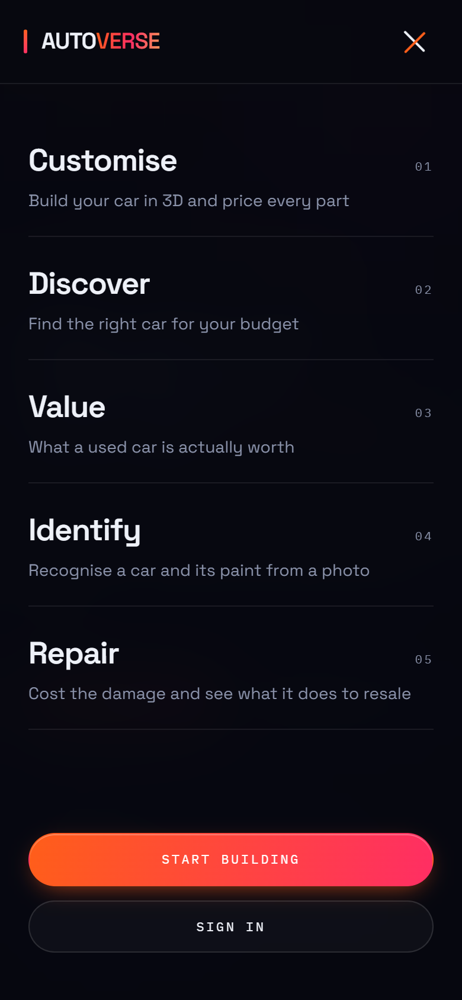 AUTOVERSE
Customise
01
Build your car in 3D and price every part
Discover
02
Find the right car for your budget
Value
03
What a used car is actually worth
Identify
04
Recognise a car and its paint from a photo
Repair
05
Cost the damage and see what it does to resale
START BUILDING
SIGN IN